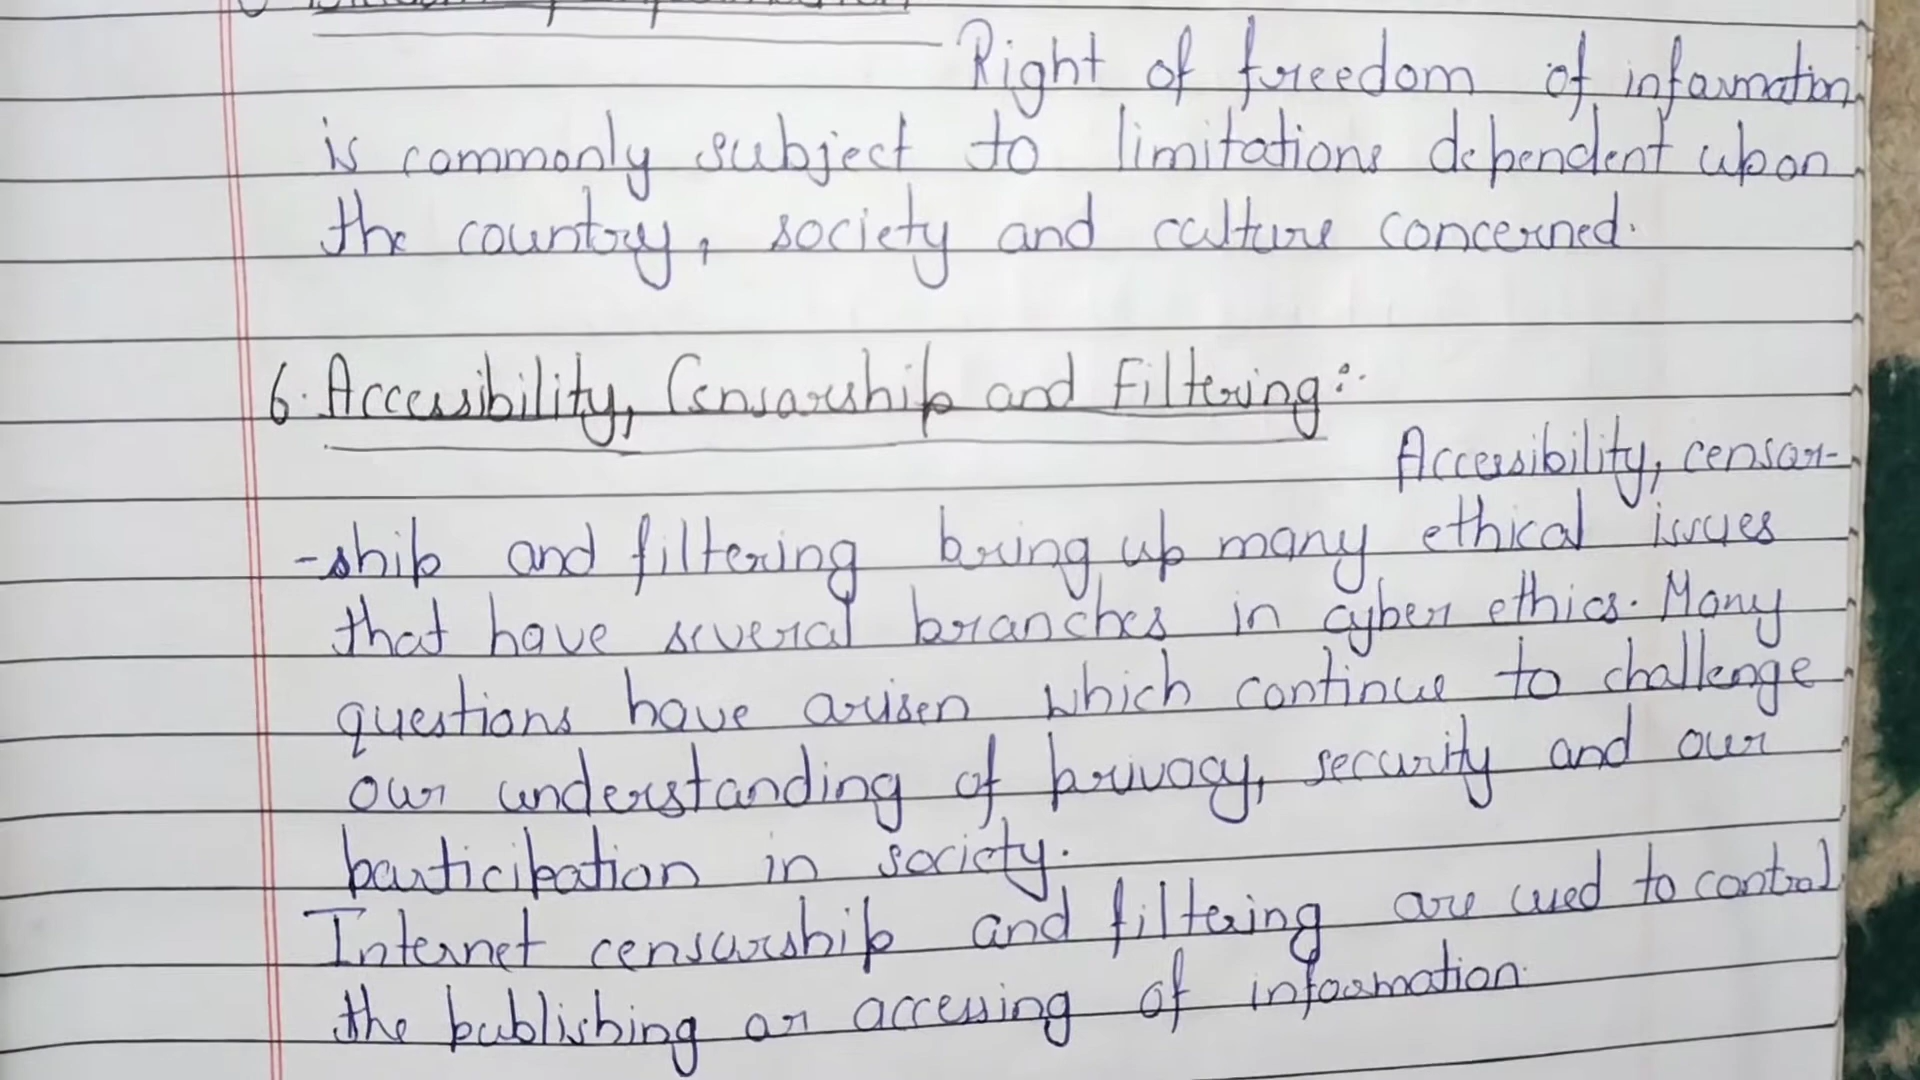 Right of freedom of information
is commonly subject to limitations dependent upon
the country, society and culture concerned.
6. Accessibility, Censorship and Filtering:-
Accessibility, censor-
-ship and filtering bring up many ethical issues
that have several branches in cyber ethics. Many
questions have arisen which continue to challenge
our understanding of privacy, security and our
participation in society.
Internet censorship and filtering are used to control
the publishing or accessing of information.